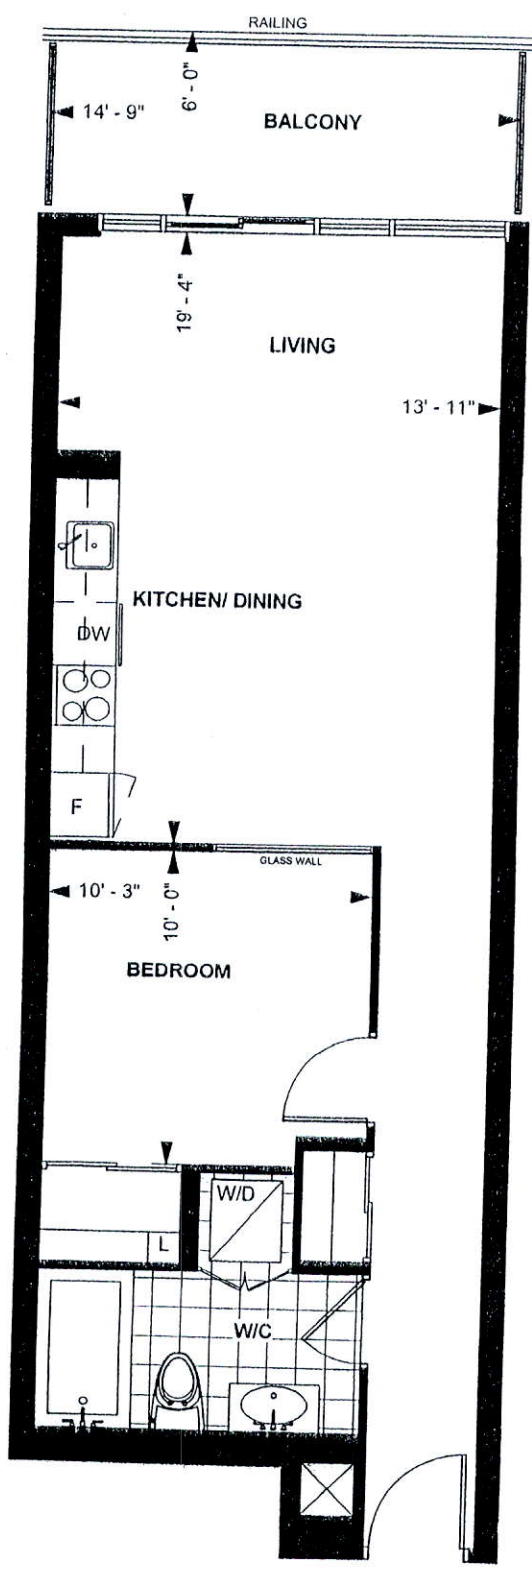 RAILING
6' - 0"
14' - 9"
BALCONY
19' - 4"
LIVING
13' - 11"
KITCHEN/ DINING
DW
F
GLASS WALL
10' - 3"
10' - 0"
BEDROOM
W/D
L
W/C